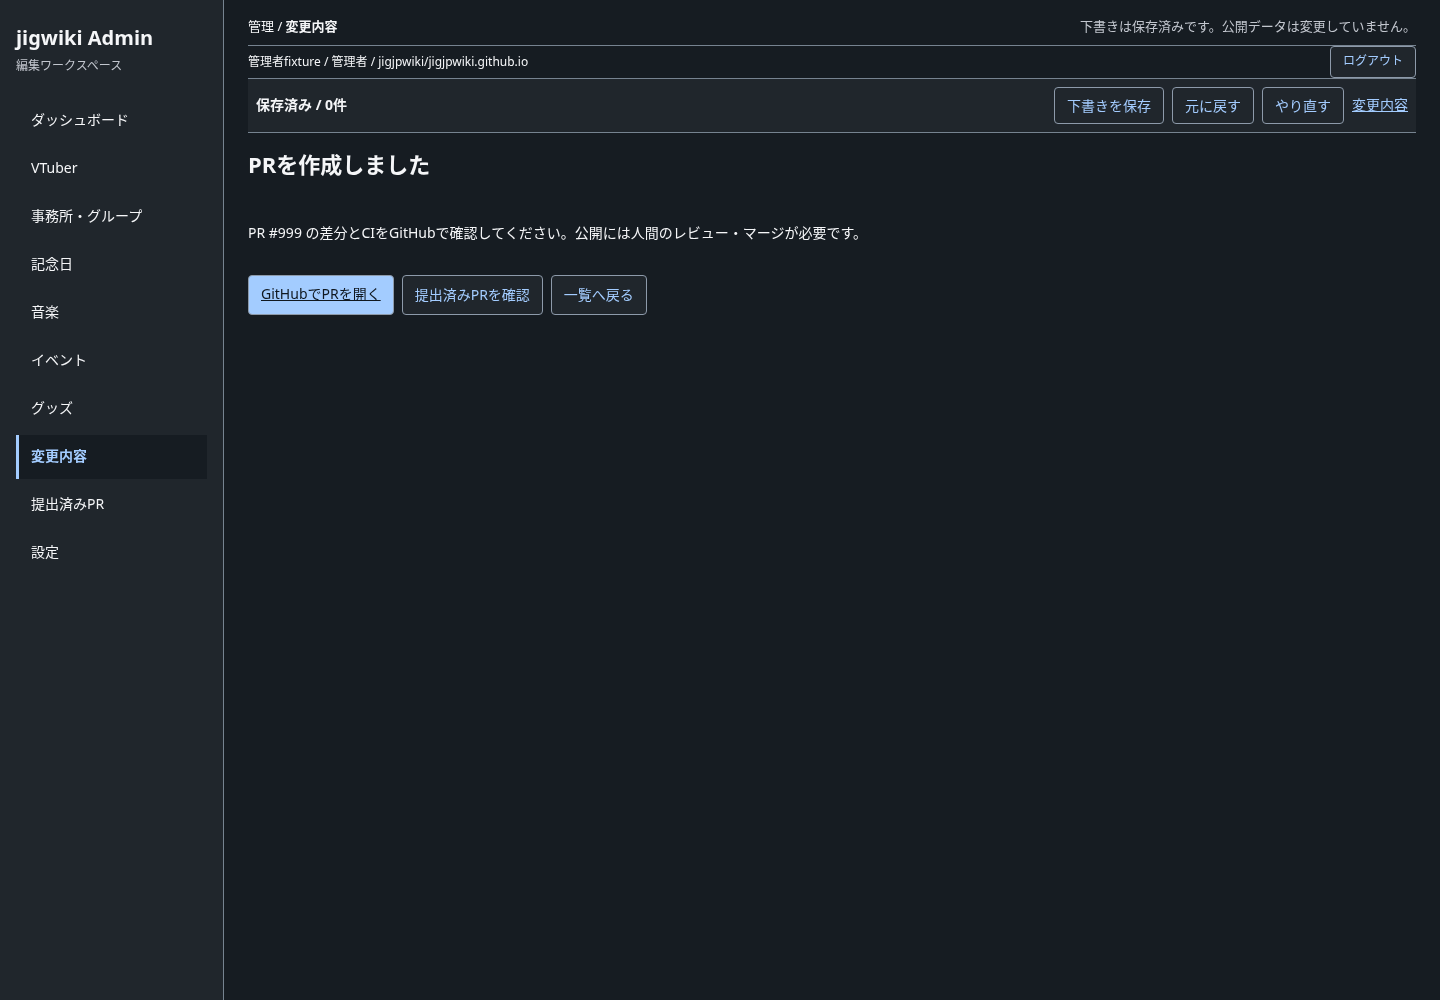 jigwiki Admin
編集ワークスペース
ダッシュボード
VTuber
事務所・グループ
記念日
音楽
イベント
グッズ
変更内容
提出済みPR
設定
管理 / 変更内容
下書きは保存済みです。公開データは変更していません。
管理者fixture / 管理者 / jigjpwiki/jigjpwiki.github.io
ログアウト
保存済み / 0件
下書きを保存
元に戻す
やり直す
変更内容
PRを作成しました
PR #999 の差分とCIをGitHubで確認してください。公開には人間のレビュー・マージが必要です。
GitHubでPRを開く
提出済みPRを確認
一覧へ戻る